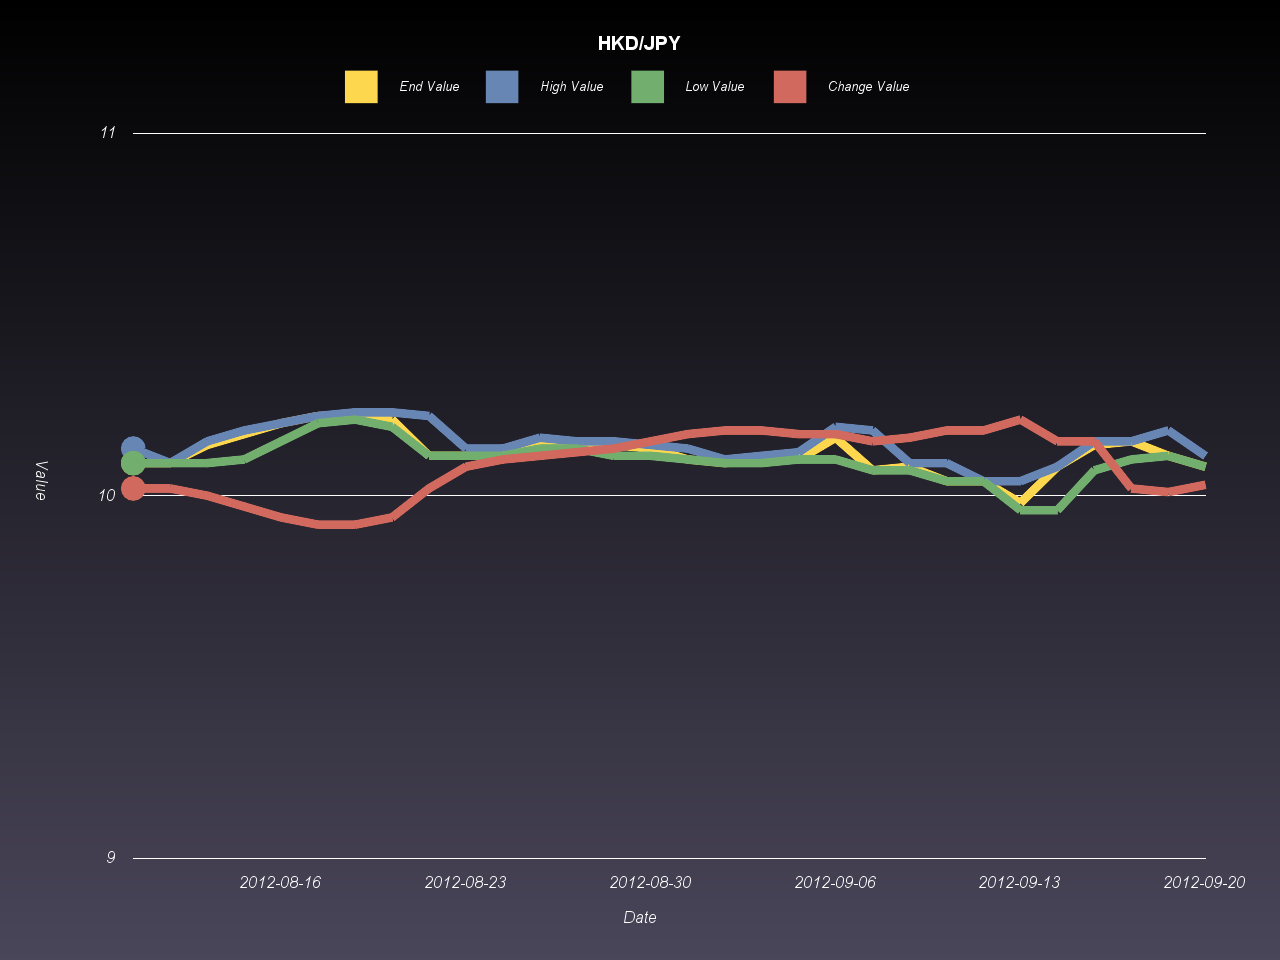 HKD/JPY
End Value High Value Low Value Change Value
11
10
9
Value
2012-08-16 2012-08-23 2012-08-30 2012-09-06 2012-09-13 2012-09-20
Date